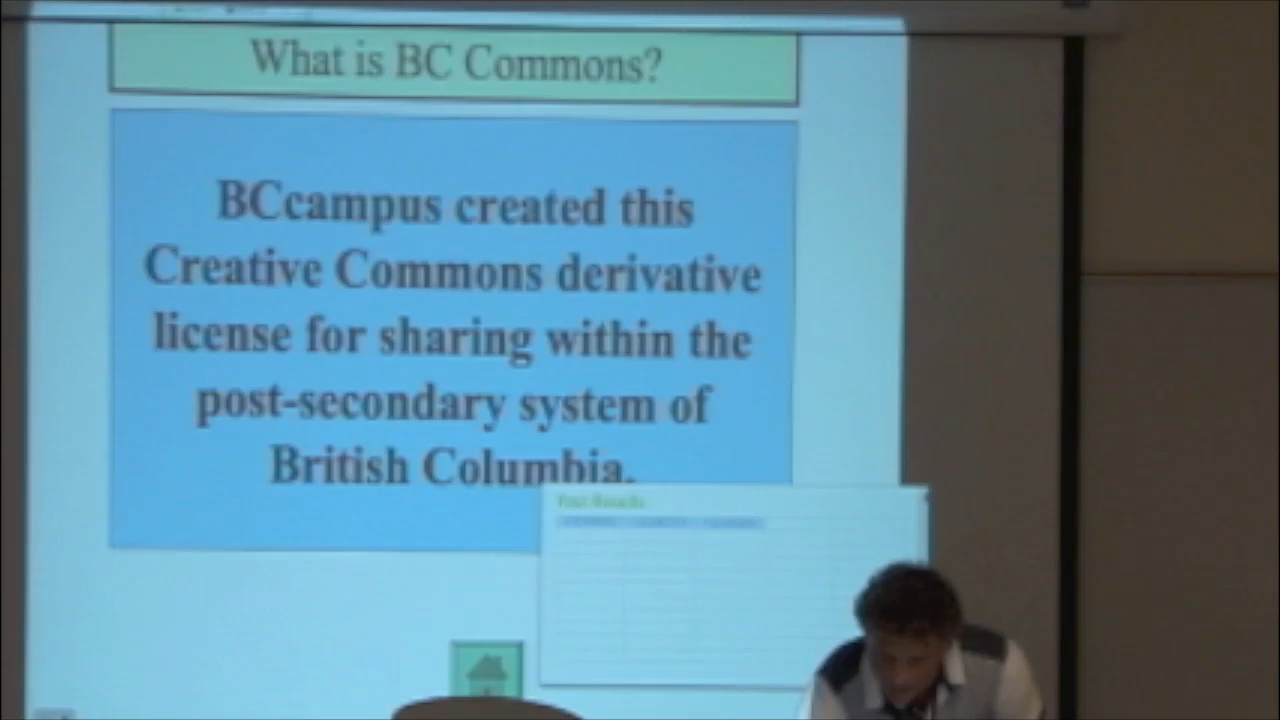 What is BC Commons?
BCcampus created this
Creative Commons derivative
license for sharing within the
post-secondary system of
British Columbia.